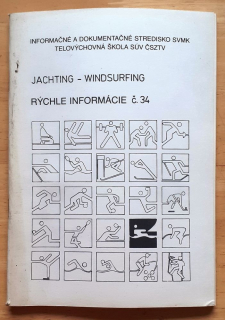 INFORMAČNÉ A DOKUMENTAČNÉ STREDISKO SVMK
TELOVÝCHOVNÁ ŠKOLA SÚV ČSZTV
JACHTING - WINDSURFING
RÝCHLE INFORMÁCIE č. 34